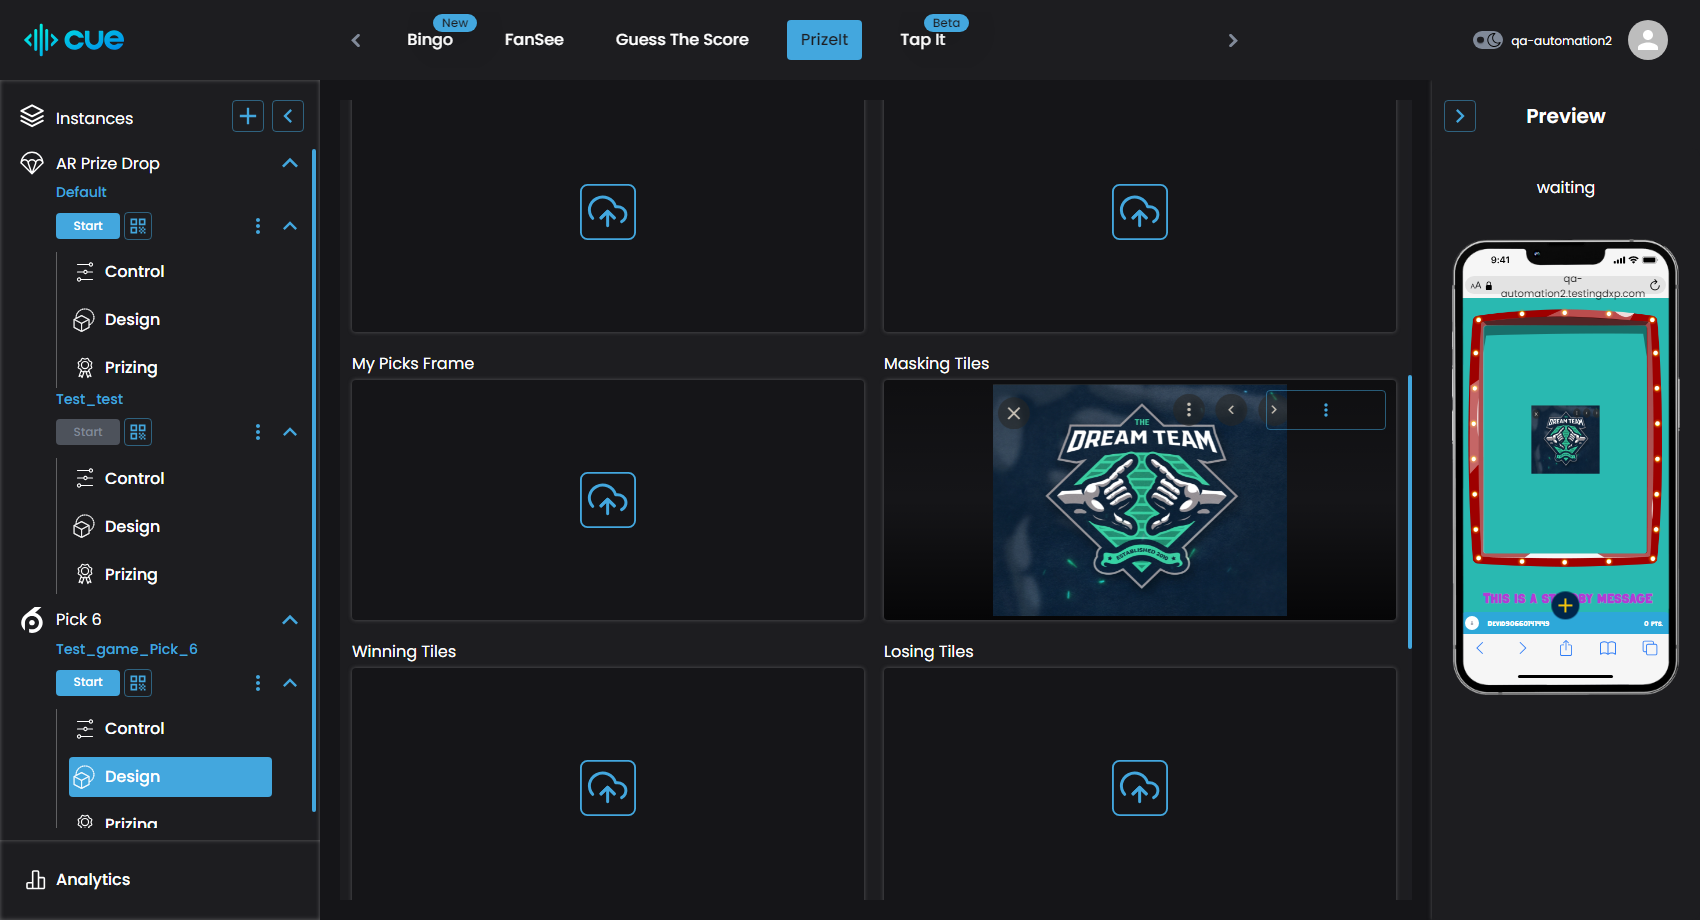 cue
New
Bingo
FanSee
Guess The Score
PrizeIt
Beta
Tap It
qa-automation2
Instances
AR Prize Drop
Default
Start
Control
Design
Prizing
Test_test
Start
Control
Design
Prizing
Pick 6
Test_game_Pick_6
Start
Control
Design
Prizing
Analytics
My Picks Frame
Masking Tiles
THE
DREAM TEAM
ESTABLISHED 2019
Winning Tiles
Losing Tiles
Preview
waiting
9:41
AA
qa-
automation2.testingdxp.com
DREAM TEAM
THIS IS A
BY MESSAGE
0 PTS.